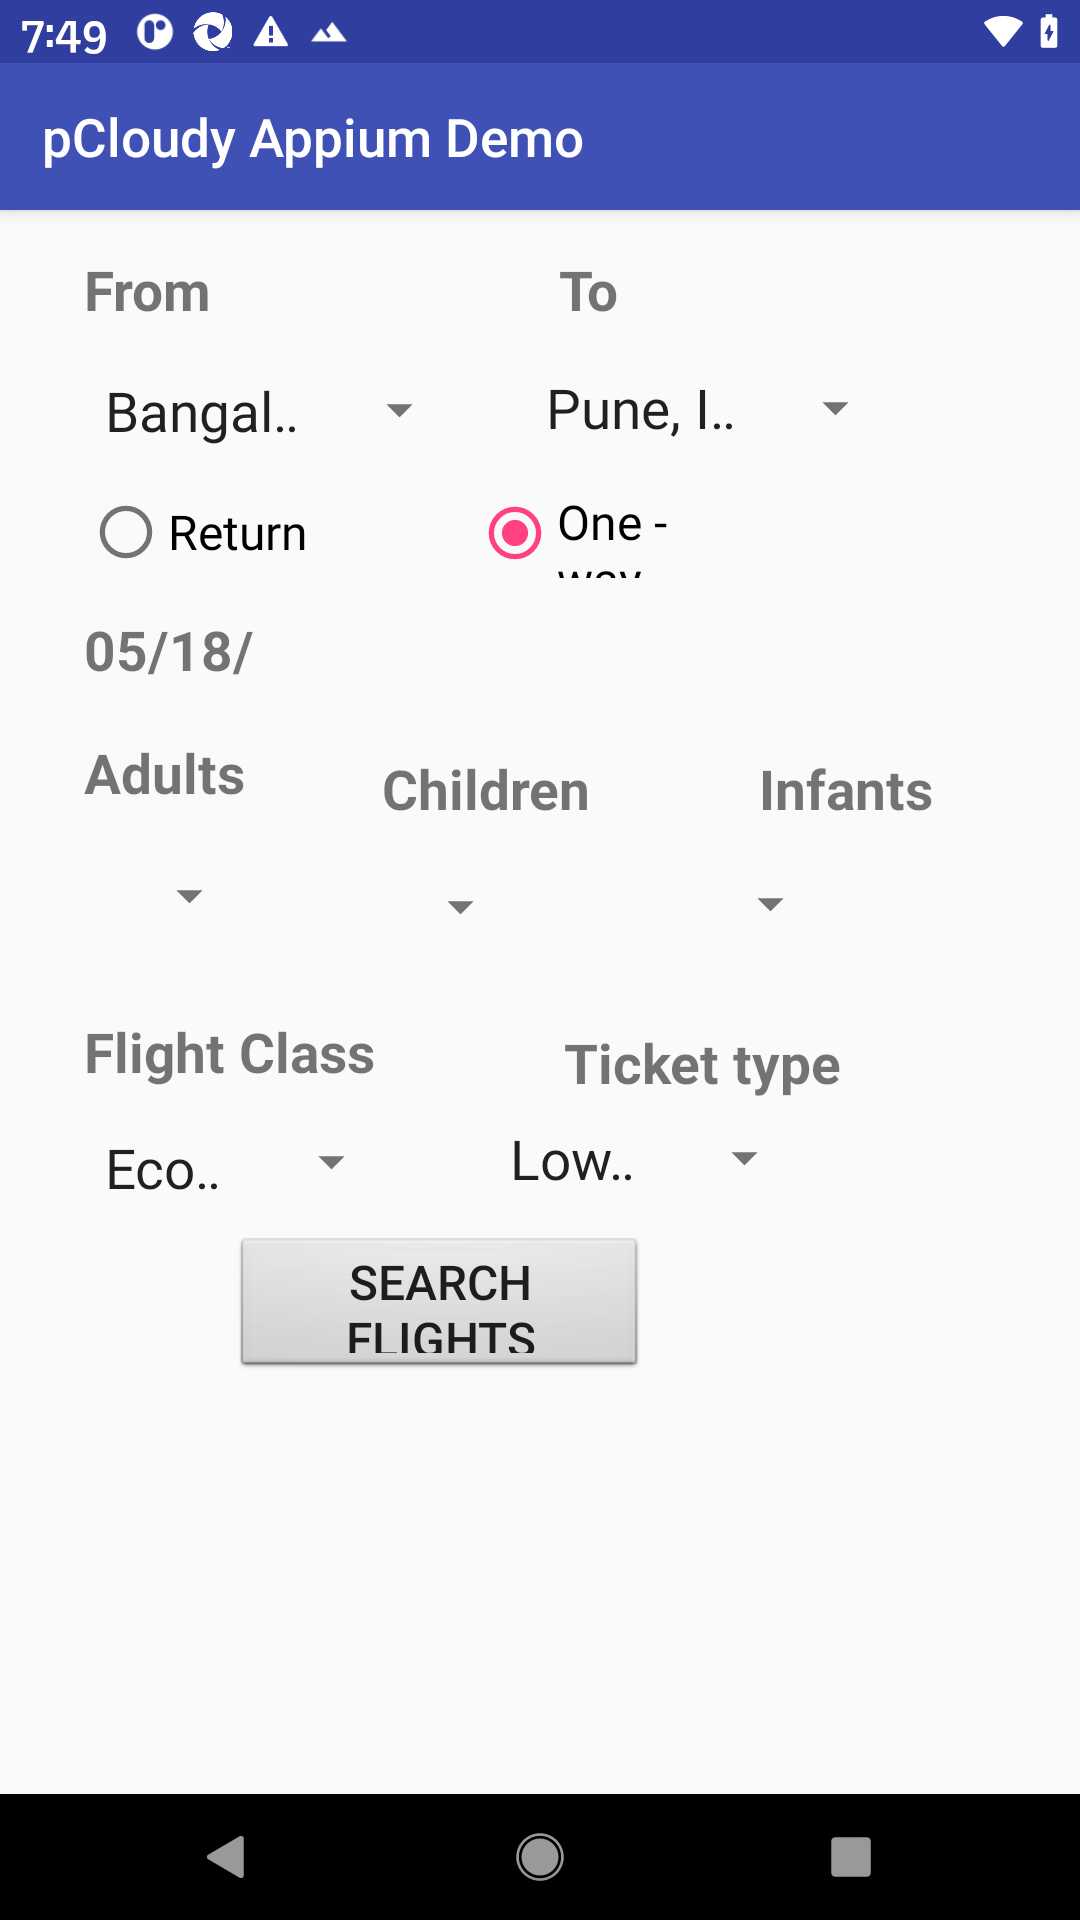 7:49
pCloudy Appium Demo
From To
Bangal.. Pune, I..
Return One -
way
05/18/
Adults Children Infants
Flight Class Ticket type
Eco.. Low..
SEARCH
FLIGHTS